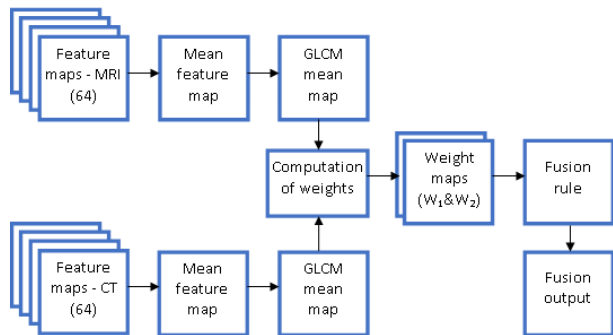 Feature
maps - MRI
(64)
Mean
feature
map
GLCM
mean
map
Computation
of weights
Weight
maps
(W₁&W₂)
Fusion
rule
Feature
maps - CT
(64)
Mean
feature
map
GLCM
mean
map
Fusion
output